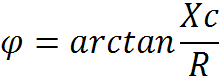 φ = arctan Xc/R